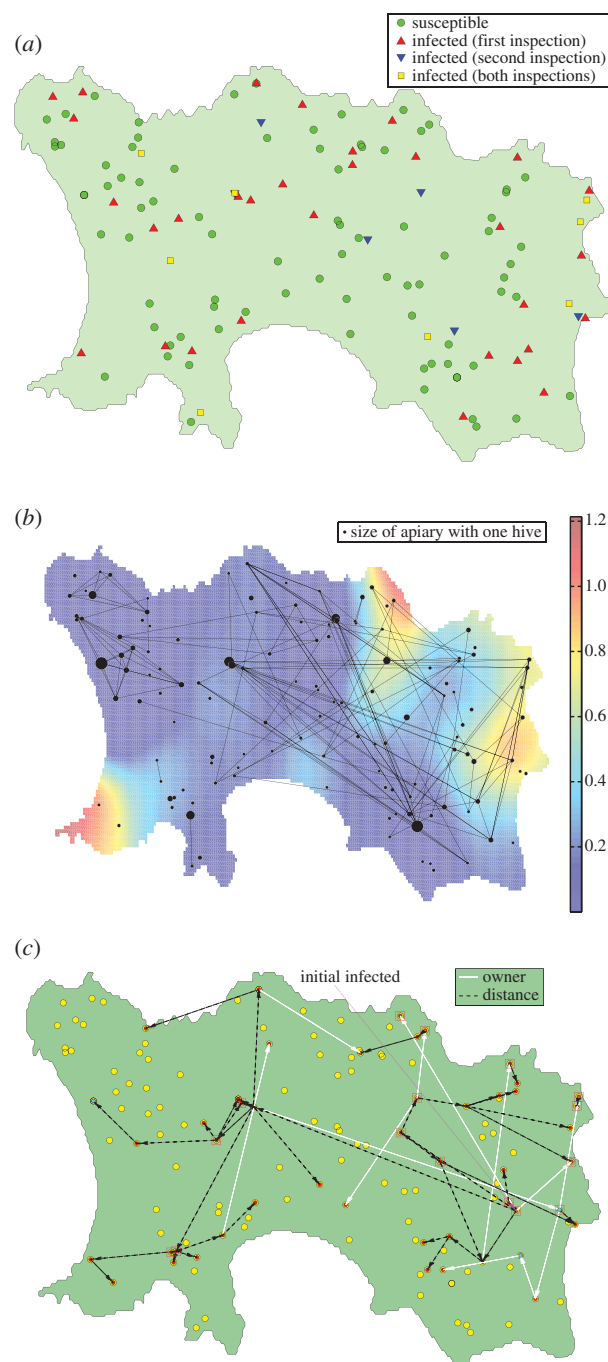 (a)
susceptible
infected (first inspection)
infected (second inspection)
infected (both inspections)
(b)
size of apiary with one hive
1.2
1.0
0.8
0.6
0.4
0.2
(c)
initial infected
owner
distance